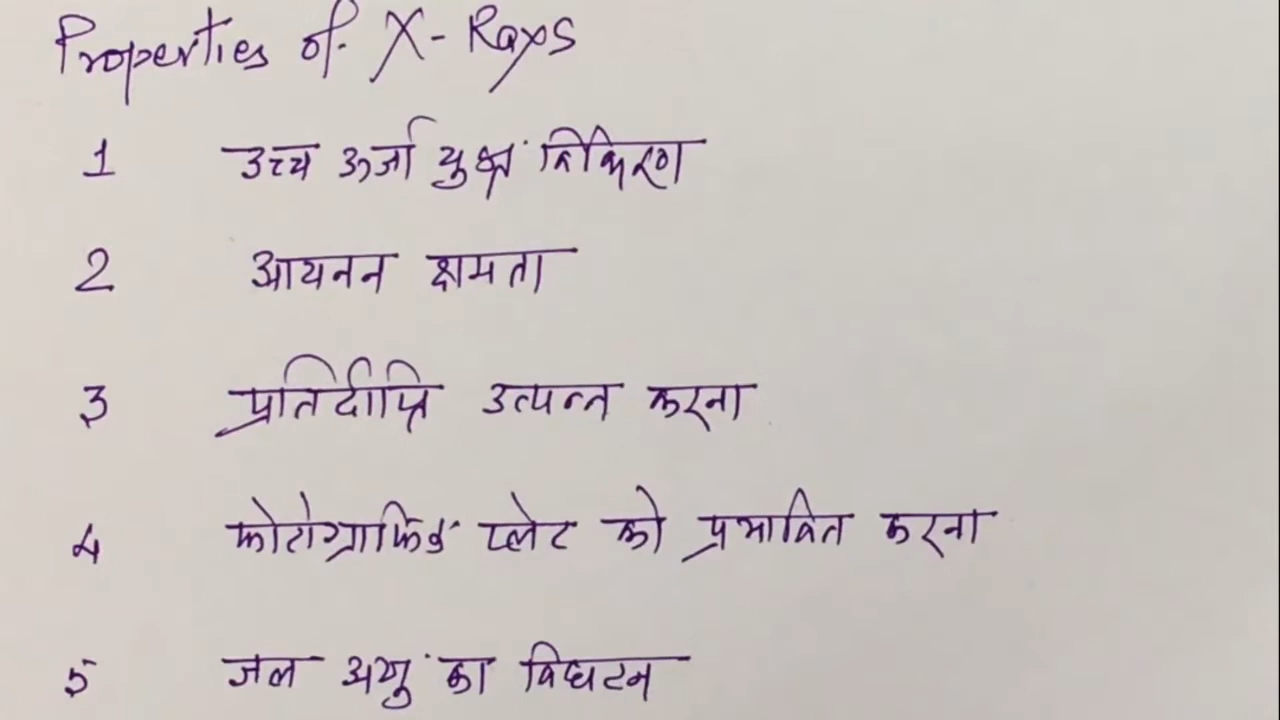 Properties of X-Rays
1 उच्च ऊर्जा युक्त विकिरण
2 आयनन क्षमता
3 प्रतिदीप्ति उत्पन्न करना
4 फोटोग्राफिक प्लेट को प्रभावित करना
5 जल अणु का विघटन